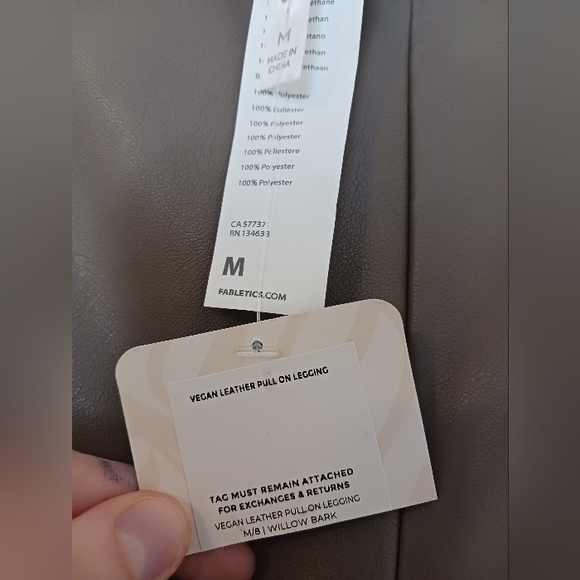 M
MADE IN
CHINA
100% Polyester
100% Poliéster
100% Polyester
100% Polyester
100% Poliestere
100% Polyester
100% Polyester
CA 57737
RN 134633
M
FABLETICS.COM
VEGAN LEATHER PULL ON LEGGING
TAG MUST REMAIN ATTACHED
FOR EXCHANGES & RETURNS
VEGAN LEATHER PULL ON LEGGING
M/8 | WILLOW BARK